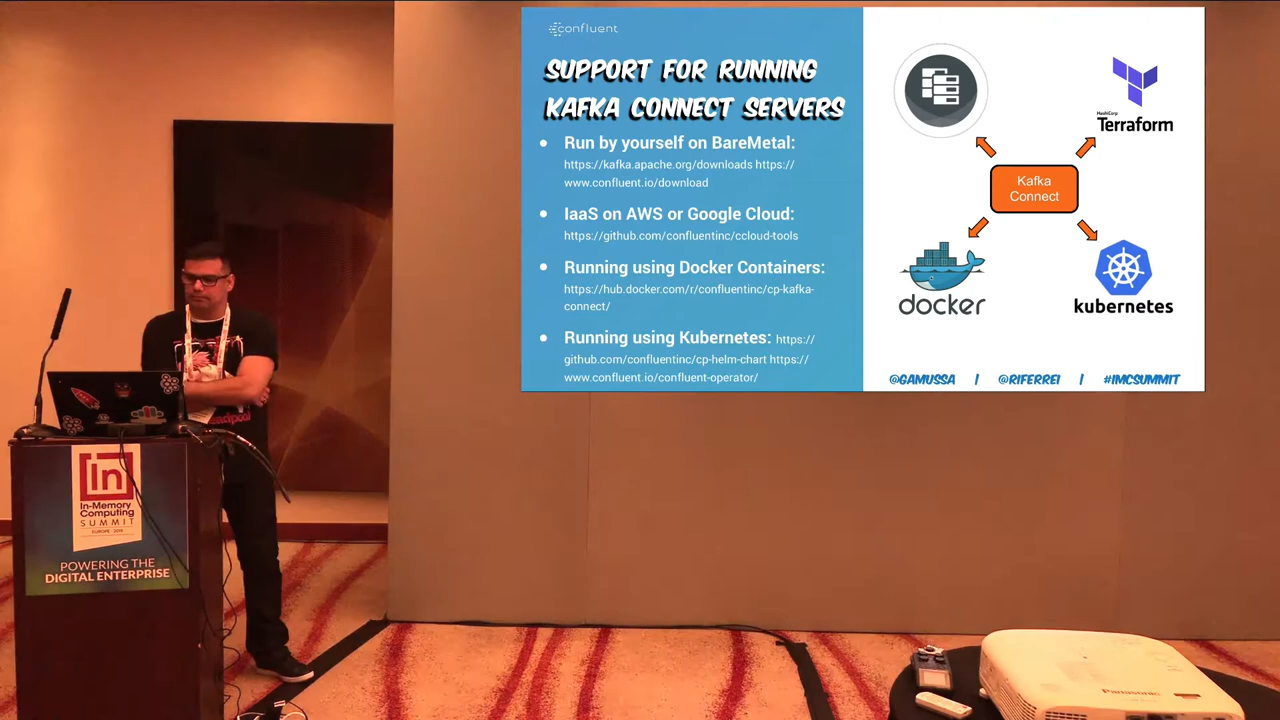 confluent
SUPPORT FOR RUNNING
KAFKA CONNECT SERVERS
• Run by yourself on BareMetal:
https://kafka.apache.org/downloads https://
www.confluent.io/download
• IaaS on AWS or Google Cloud:
https://github.com/confluentinc/ccloud-tools
• Running using Docker Containers:
https://hub.docker.com/r/confluentinc/cp-kafka-
connect/
• Running using Kubernetes: https://
github.com/confluentinc/cp-helm-chart https://
www.confluent.io/confluent-operator/
HashiCorp
Terraform
Kafka
Connect
docker
kubernetes
@GAMUSSA | @RIFERREI | #IMCSUMMIT
In
In-Memory
Computing
SUMMIT
EUROPE 2019
POWERING THE
DIGITAL ENTERPRISE
Panasonic